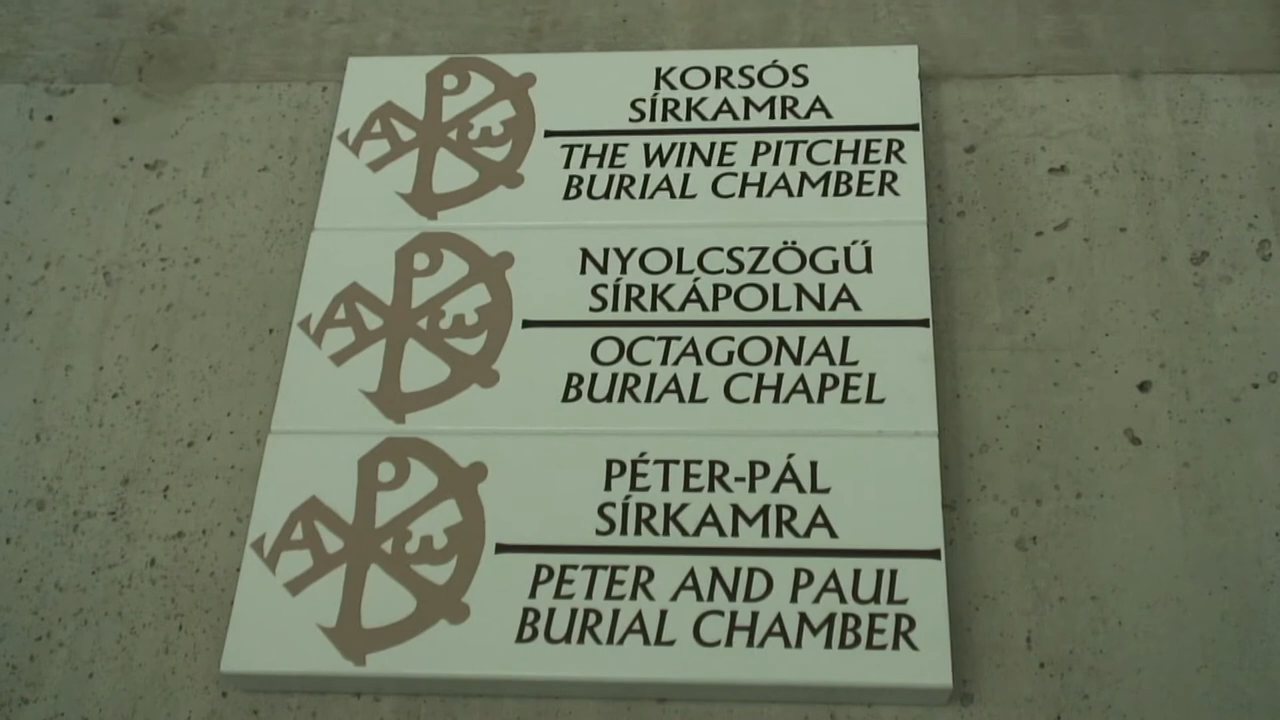 KORSÓS
SÍRKAMRA
THE WINE PITCHER
BURIAL CHAMBER
NYOLCSZÖGŰ
SÍRKÁPOLNA
OCTAGONAL
BURIAL CHAPEL
PÉTER-PÁL
SÍRKAMRA
PETER AND PAUL
BURIAL CHAMBER